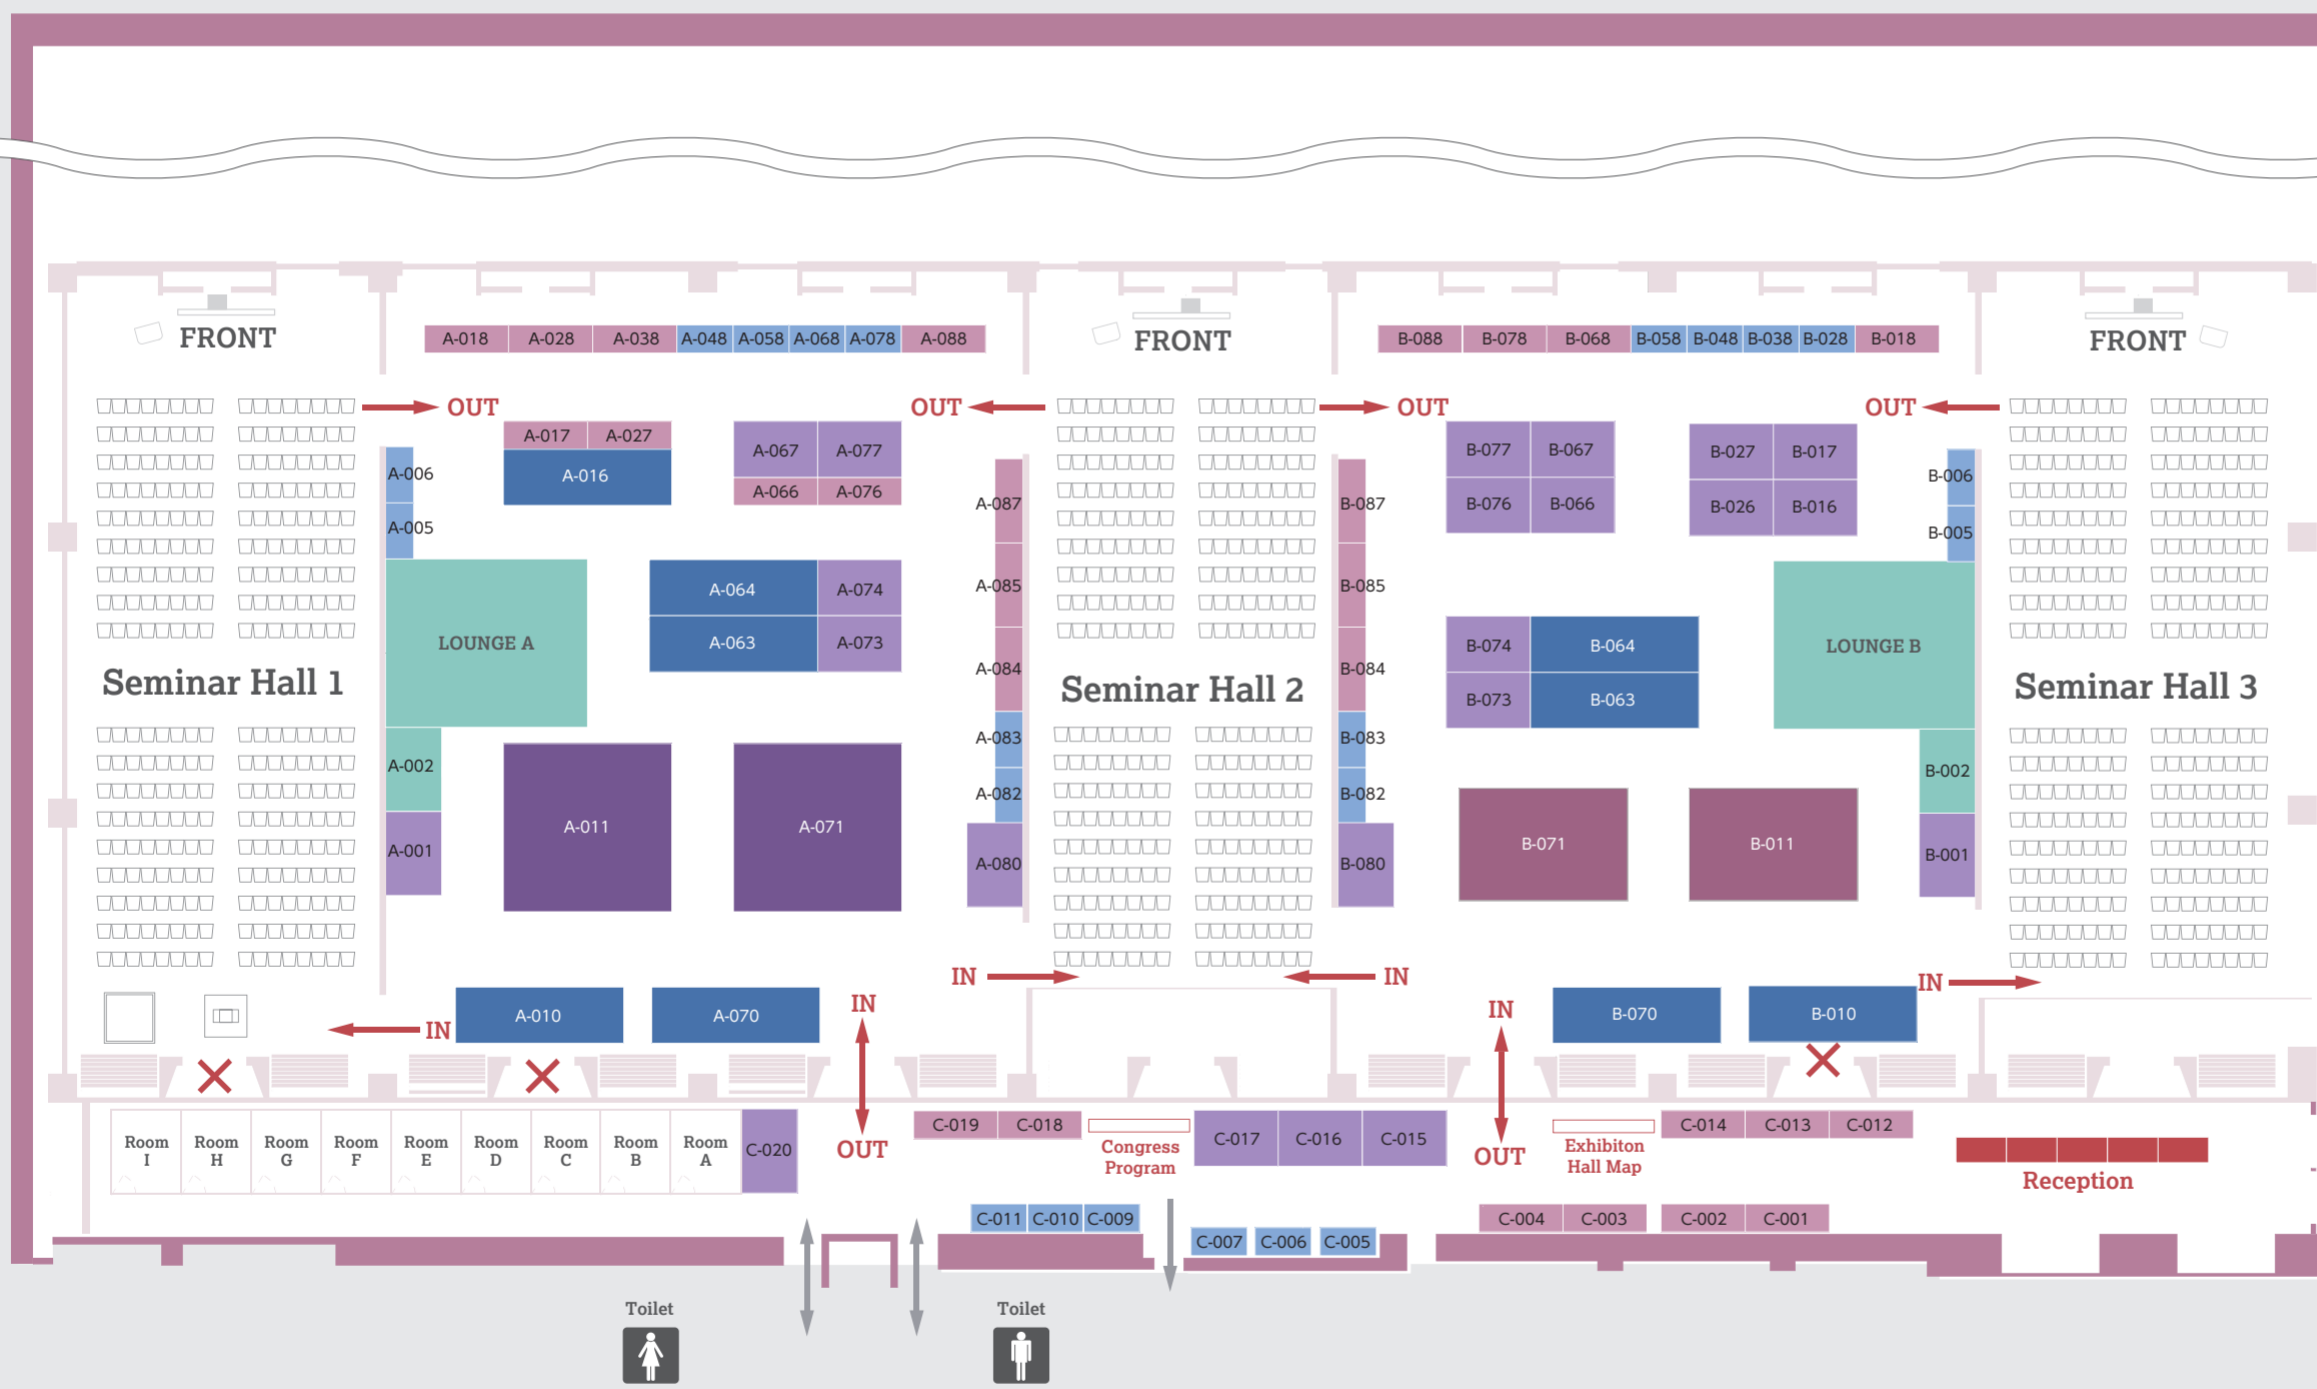 FRONT
FRONT
FRONT
A-018
A-028
A-038
A-048
A-058
A-068
A-078
A-088
B-088
B-078
B-068
B-058
B-048
B-038
B-028
B-018
OUT
OUT
OUT
OUT
A-017
A-027
A-016
A-067
A-077
A-066
A-076
A-006
A-005
A-087
A-085
A-084
A-083
A-082
A-080
B-087
B-085
B-084
B-083
B-082
B-080
B-077
B-067
B-076
B-066
B-027
B-017
B-026
B-016
B-006
B-005
LOUNGE A
A-064
A-074
A-063
A-073
B-074
B-064
B-073
B-063
LOUNGE B
Seminar Hall 1
Seminar Hall 2
Seminar Hall 3
A-002
A-001
A-011
A-071
B-071
B-011
B-002
B-001
IN
IN
IN
IN
A-010
A-070
IN
IN
B-070
B-010
Room
I
Room
H
Room
G
Room
F
Room
E
Room
D
Room
C
Room
B
Room
A
C-020
OUT
C-019
C-018
Congress
Program
C-017
C-016
C-015
OUT
Exhibiton
Hall Map
C-014
C-013
C-012
Reception
C-011
C-010
C-009
C-007
C-006
C-005
C-004
C-003
C-002
C-001
Toilet
Toilet